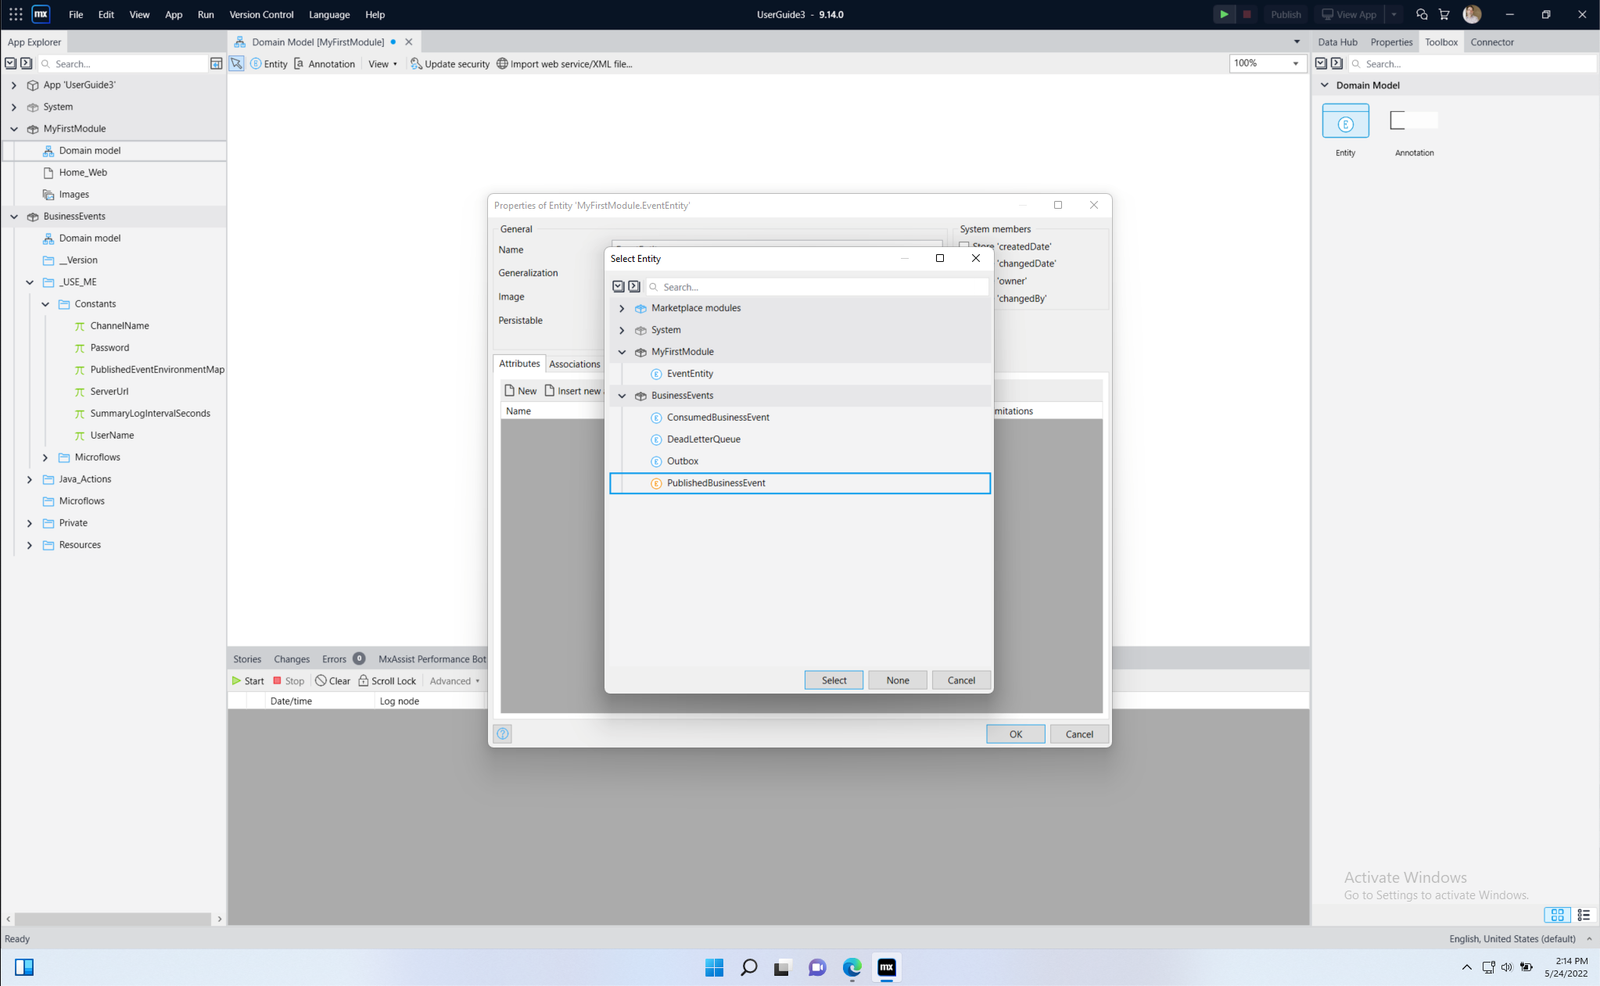 mx File Edit View App Run Version Control Language Help UserGuide3 - 9.14.0 Publish View App
App Explorer Domain Model [MyFirstModule] Data Hub Properties Toolbox Connector
Search... Entity Annotation View Update security Import web service/XML file... 100% Search...
App 'UserGuide3'
System
MyFirstModule
Domain model
Home_Web
Images
BusinessEvents
Domain model
__Version
_USE_ME
Constants
ChannelName
Password
PublishedEventEnvironmentMap
ServerUrl
SummaryLogIntervalSeconds
UserName
Microflows
Java_Actions
Microflows
Private
Resources
Domain Model
Entity Annotation
Properties of Entity 'MyFirstModule.EventEntity'
General
Name
Generalization
Image
Persistable
System members
Store 'createdDate'
'changedDate'
'owner'
'changedBy'
Attributes Associations
New Insert new
Name
mitations
Select Entity
Search...
Marketplace modules
System
MyFirstModule
EventEntity
BusinessEvents
ConsumedBusinessEvent
DeadLetterQueue
Outbox
PublishedBusinessEvent
Select None Cancel
OK Cancel
Stories Changes Errors 0 MxAssist Performance Bot
Start Stop Clear Scroll Lock Advanced
Date/time Log node
Activate Windows
Go to Settings to activate Windows.
Ready English, United States (default)
mx
2:14 PM
5/24/2022